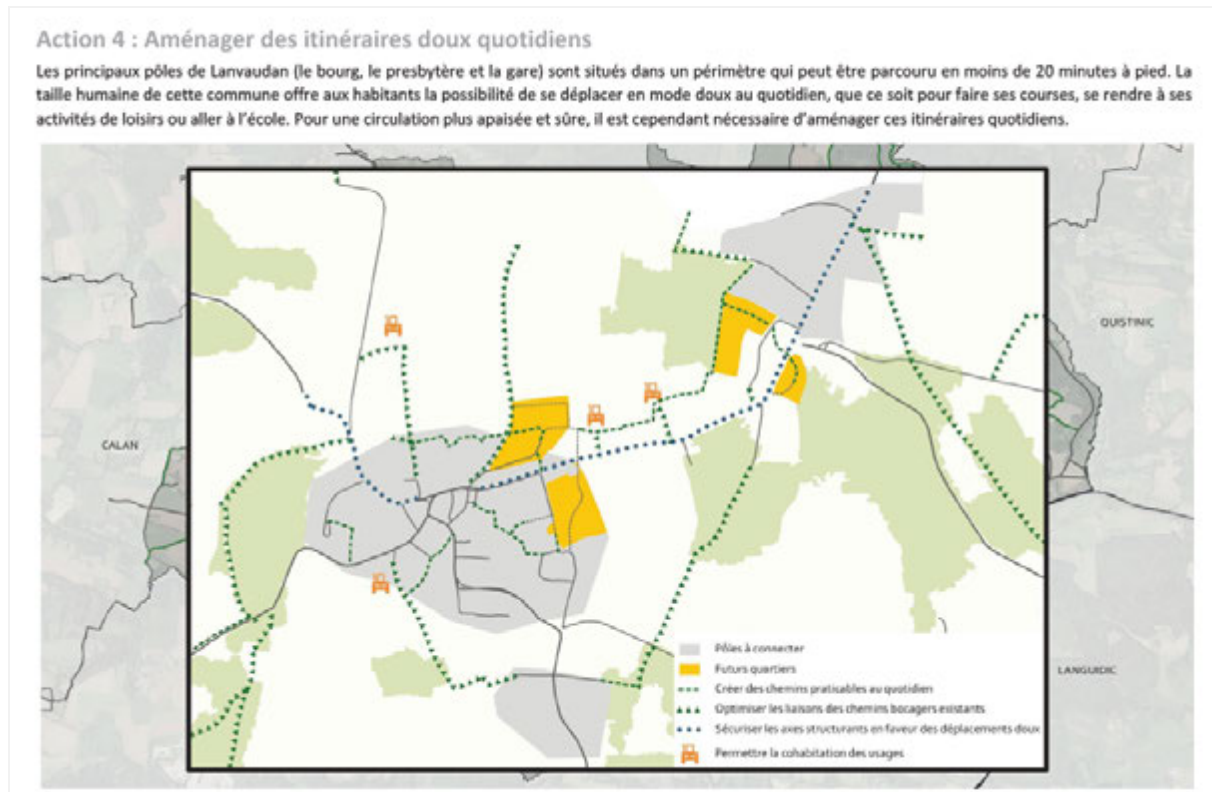 Action 4 : Aménager des itinéraires doux quotidiens
Les principaux pôles de Lanvaudan (le bourg, le presbytère et la gare) sont situés dans un périmètre qui peut être parcouru en moins de 20 minutes à pied. La
taille humaine de cette commune offre aux habitants la possibilité de se déplacer en mode doux au quotidien, que ce soit pour faire ses courses, se rendre à ses
activités de loisirs ou aller à l'école. Pour une circulation plus apaisée et sûre, il est cependant nécessaire d'aménager ces itinéraires quotidiens.
QUISTINIC
CALAN
LANGUIDIC
Pôles à connecter
Futurs quartiers
Créer des chemins praticables au quotidien
Optimiser les liaisons des chemins bocagers existants
Sécuriser les axes structurants en faveur des déplacements doux
Permettre la cohabitation des usages